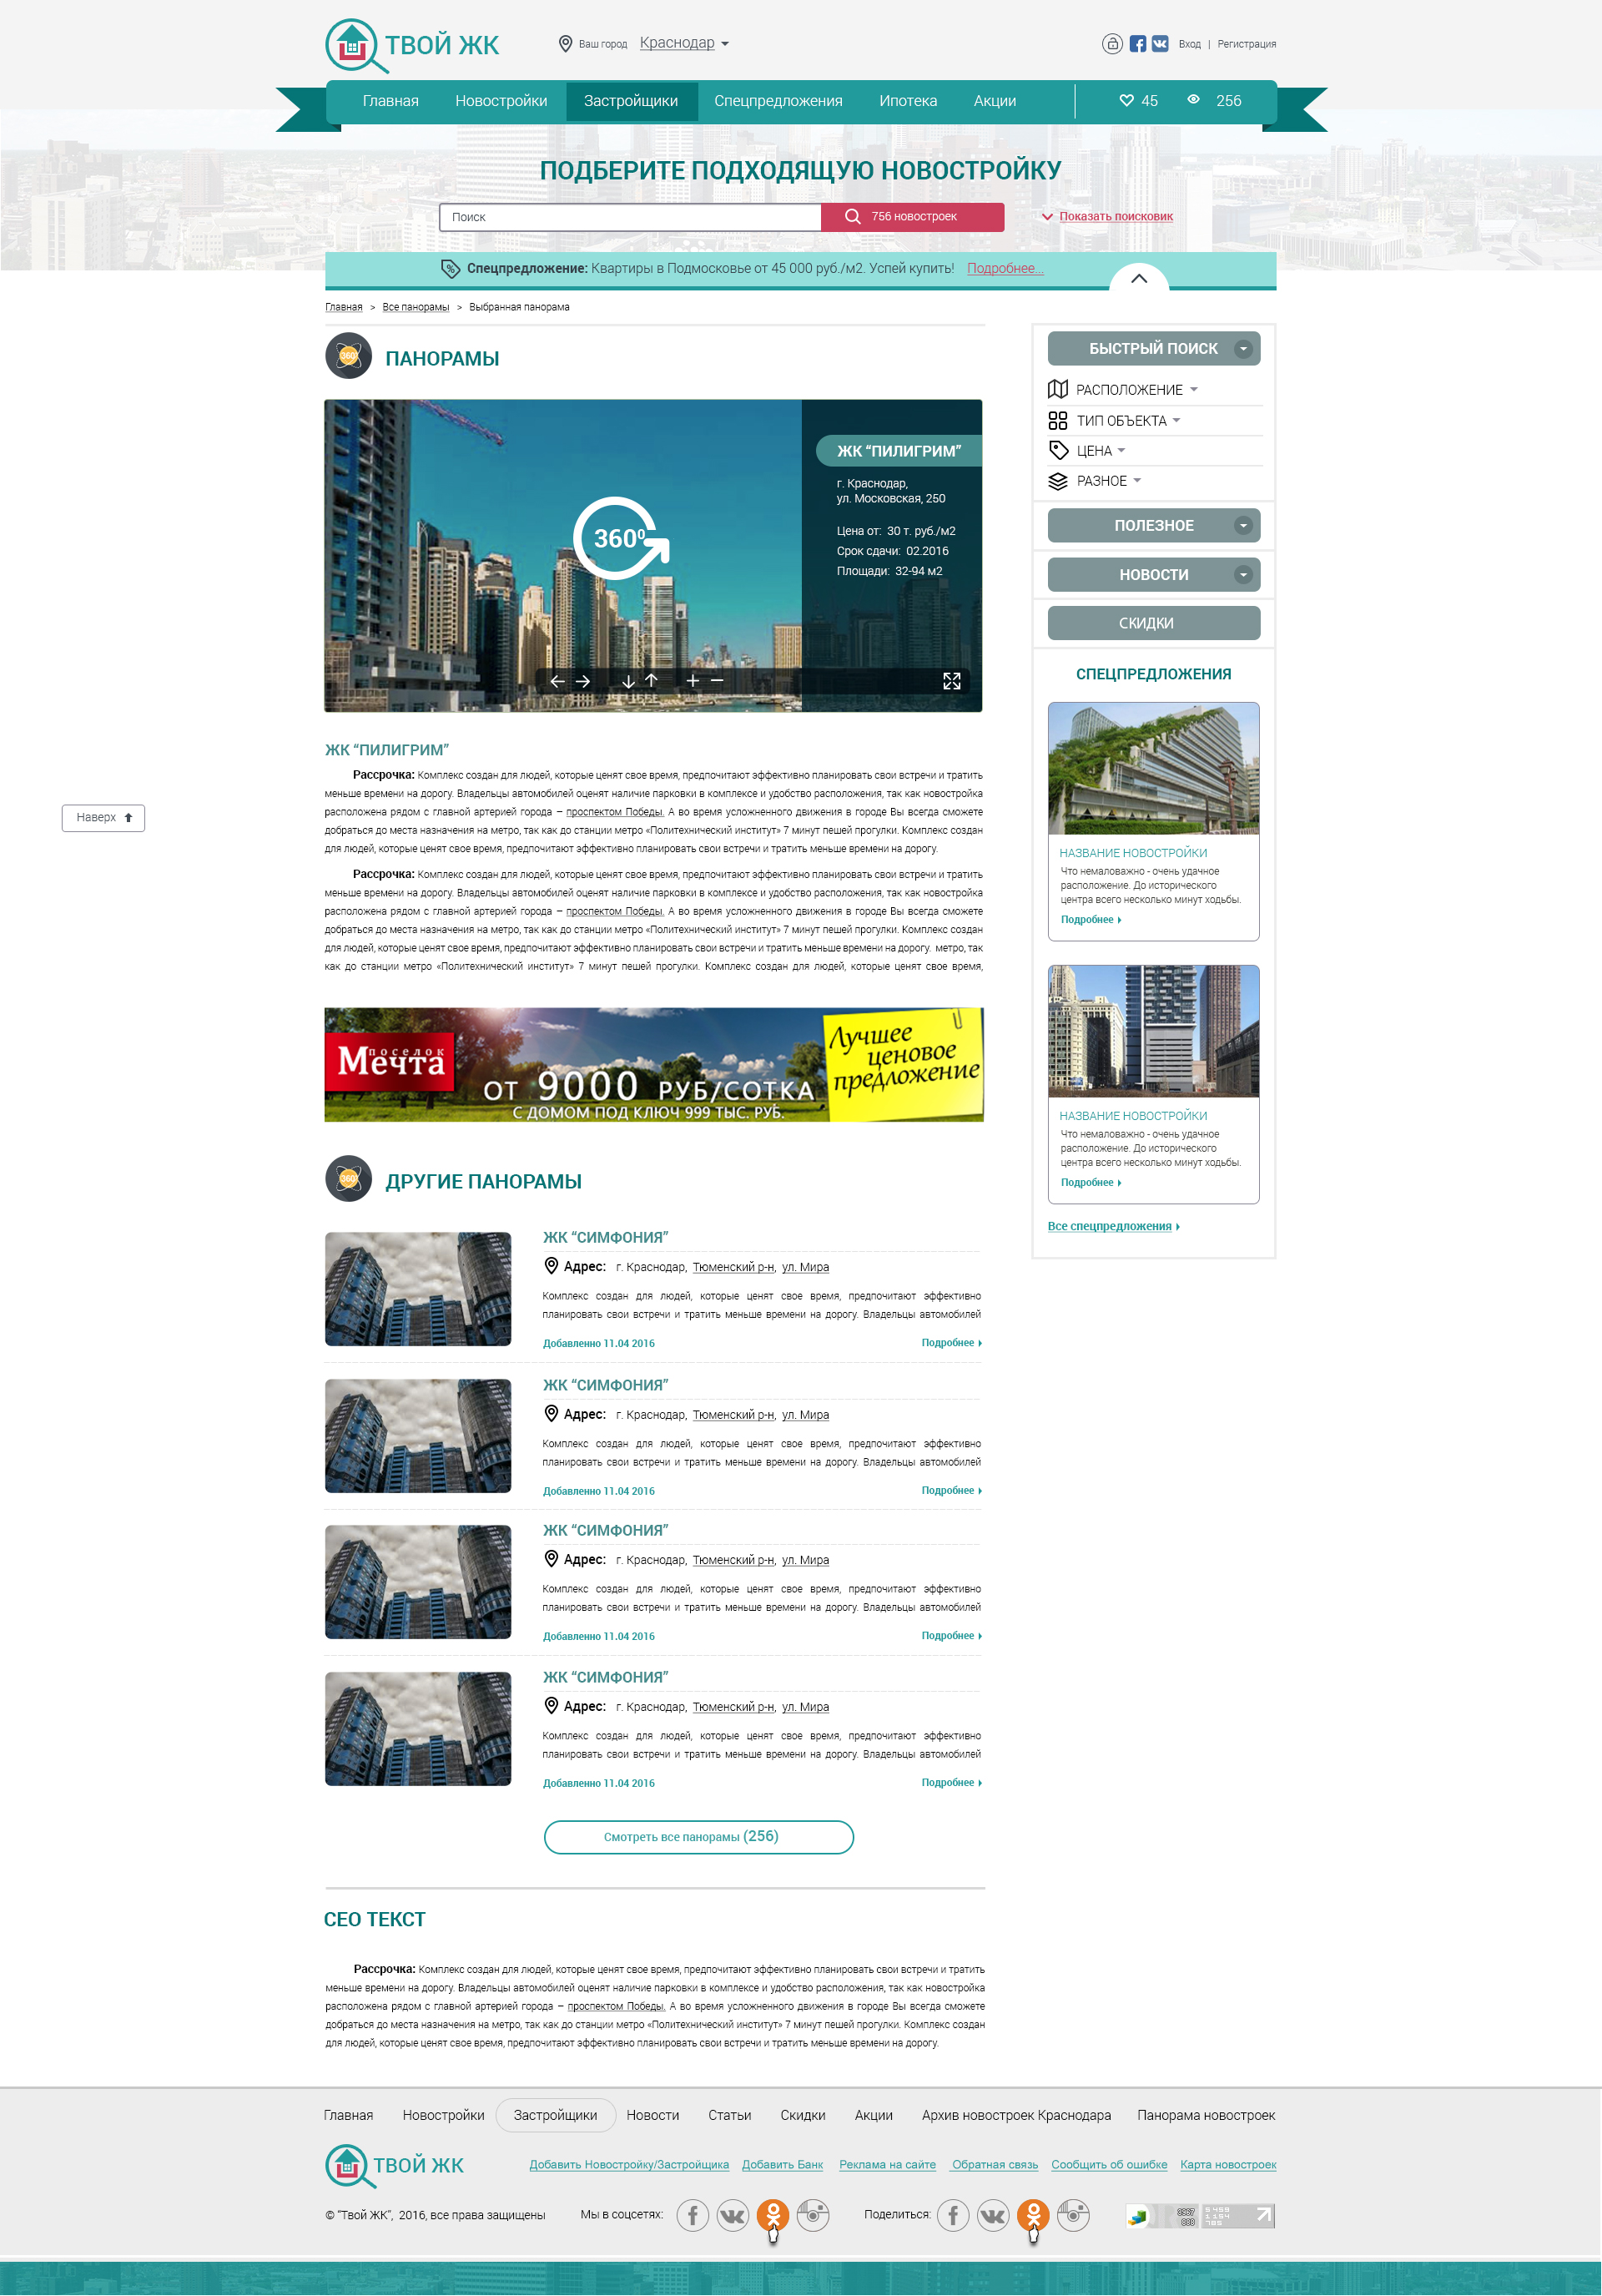 ТВОЙ ЖК
Ваш город Краснодар
Вход | Регистрация
Главная Новостройки Застройщики Спецпредложения Ипотека Акции 45 256
ПОДБЕРИТЕ ПОДХОДЯЩУЮ НОВОСТРОЙКУ
Поиск 756 новостроек Показать поисковик
Спецпредложение: Квартиры в Подмосковье от 45 000 руб./м2. Успей купить! Подробнее...
Главная > Все панорамы > Выбранная панорама
360°
ПАНОРАМЫ
ЖК “ПИЛИГРИМ”
г. Краснодар,
ул. Московская, 250
Цена от: 30 т. руб./м2
Срок сдачи: 02.2016
Площади: 32-94 м2
360⁰
ЖК “ПИЛИГРИМ”
Рассрочка: Комплекс создан для людей, которые ценят свое время, предпочитают эффективно планировать свои встречи и тратить
меньше времени на дорогу. Владельцы автомобилей оценят наличие парковки в комплексе и удобство расположения, так как новостройка
расположена рядом с главной артерией города – проспектом Победы. А во время усложненного движения в городе Вы всегда сможете
добраться до места назначения на метро, так как до станции метро «Политехнический институт» 7 минут пешей прогулки. Комплекс создан
для людей, которые ценят свое время, предпочитают эффективно планировать свои встречи и тратить меньше времени на дорогу.
Рассрочка: Комплекс создан для людей, которые ценят свое время, предпочитают эффективно планировать свои встречи и тратить
меньше времени на дорогу. Владельцы автомобилей оценят наличие парковки в комплексе и удобство расположения, так как новостройка
расположена рядом с главной артерией города – проспектом Победы. А во время усложненного движения в городе Вы всегда сможете
добраться до места назначения на метро, так как до станции метро «Политехнический институт» 7 минут пешей прогулки. Комплекс создан
для людей, которые ценят свое время, предпочитают эффективно планировать свои встречи и тратить меньше времени на дорогу. метро, так
как до станции метро «Политехнический институт» 7 минут пешей прогулки. Комплекс создан для людей, которые ценят свое время,
Наверх
поселок
Мечта
ОТ 9000 РУБ/СОТКА
С ДОМОМ ПОД КЛЮЧ 999 ТЫС. РУБ.
Лучшее
ценовое
предложение
360°
ДРУГИЕ ПАНОРАМЫ
ЖК “СИМФОНИЯ”
Адрес: г. Краснодар, Тюменский р-н, ул. Мира
Комплекс создан для людей, которые ценят свое время, предпочитают эффективно
планировать свои встречи и тратить меньше времени на дорогу. Владельцы автомобилей
Добавленно 11.04 2016 Подробнее
ЖК “СИМФОНИЯ”
Адрес: г. Краснодар, Тюменский р-н, ул. Мира
Комплекс создан для людей, которые ценят свое время, предпочитают эффективно
планировать свои встречи и тратить меньше времени на дорогу. Владельцы автомобилей
Добавленно 11.04 2016 Подробнее
ЖК “СИМФОНИЯ”
Адрес: г. Краснодар, Тюменский р-н, ул. Мира
Комплекс создан для людей, которые ценят свое время, предпочитают эффективно
планировать свои встречи и тратить меньше времени на дорогу. Владельцы автомобилей
Добавленно 11.04 2016 Подробнее
ЖК “СИМФОНИЯ”
Адрес: г. Краснодар, Тюменский р-н, ул. Мира
Комплекс создан для людей, которые ценят свое время, предпочитают эффективно
планировать свои встречи и тратить меньше времени на дорогу. Владельцы автомобилей
Добавленно 11.04 2016 Подробнее
Смотреть все панорамы (256)
СЕО ТЕКСТ
Рассрочка: Комплекс создан для людей, которые ценят свое время, предпочитают эффективно планировать свои встречи и тратить
меньше времени на дорогу. Владельцы автомобилей оценят наличие парковки в комплексе и удобство расположения, так как новостройка
расположена рядом с главной артерией города – проспектом Победы. А во время усложненного движения в городе Вы всегда сможете
добраться до места назначения на метро, так как до станции метро «Политехнический институт» 7 минут пешей прогулки. Комплекс создан
для людей, которые ценят свое время, предпочитают эффективно планировать свои встречи и тратить меньше времени на дорогу.
БЫСТРЫЙ ПОИСК
РАСПОЛОЖЕНИЕ
ТИП ОБЪЕКТА
ЦЕНА
РАЗНОЕ
ПОЛЕЗНОЕ
НОВОСТИ
СКИДКИ
СПЕЦПРЕДЛОЖЕНИЯ
НАЗВАНИЕ НОВОСТРОЙКИ
Что немаловажно - очень удачное
расположение. До исторического
центра всего несколько минут ходьбы.
Подробнее
НАЗВАНИЕ НОВОСТРОЙКИ
Что немаловажно - очень удачное
расположение. До исторического
центра всего несколько минут ходьбы.
Подробнее
Все спецпредложения
Главная Новостройки Застройщики Новости Статьи Скидки Акции Архив новостроек Краснодара Панорама новостроек
ТВОЙ ЖК
Добавить Новостройку/Застройщика Добавить Банк Реклама на сайте Обратная связь Сообщить об ошибке Карта новостроек
© “Твой ЖК”, 2016, все права защищены Мы в соцсетях: Поделиться: